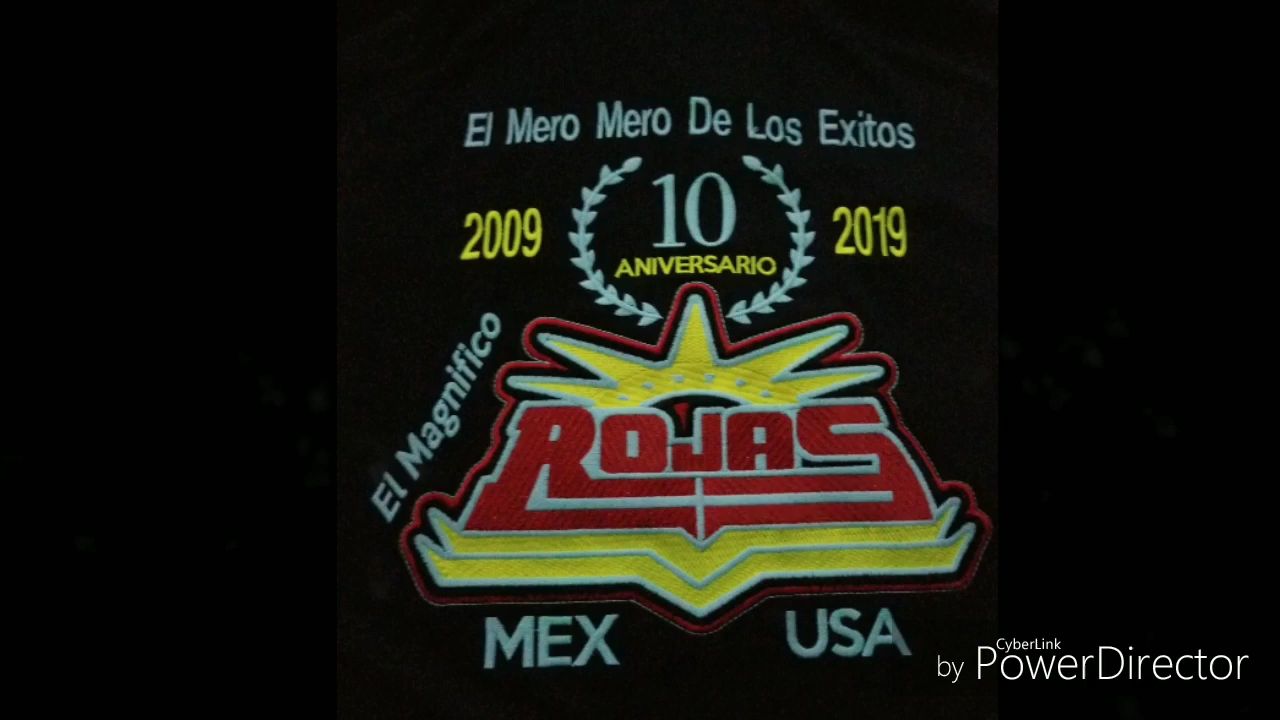 El Mero Mero De Los Exitos
10
2009
2019
ANIVERSARIO
El Magnifico
ROJAS
MEX
USA
CyberLink
by PowerDirector